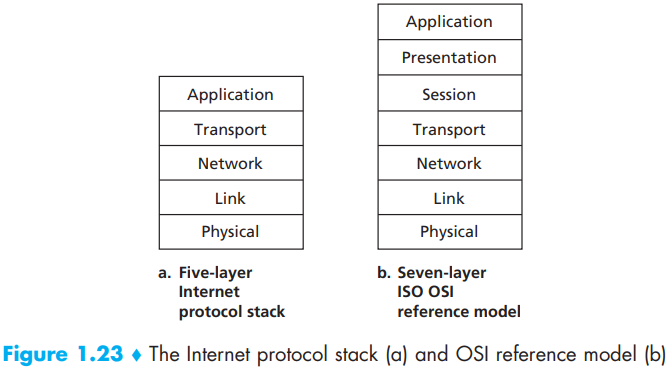 Application
Transport
Network
Link
Physical
a. Five-layer
Internet
protocol stack
Application
Presentation
Session
Transport
Network
Link
Physical
b. Seven-layer
ISO OSI
reference model
Figure 1.23 ♦ The Internet protocol stack (a) and OSI reference model (b)